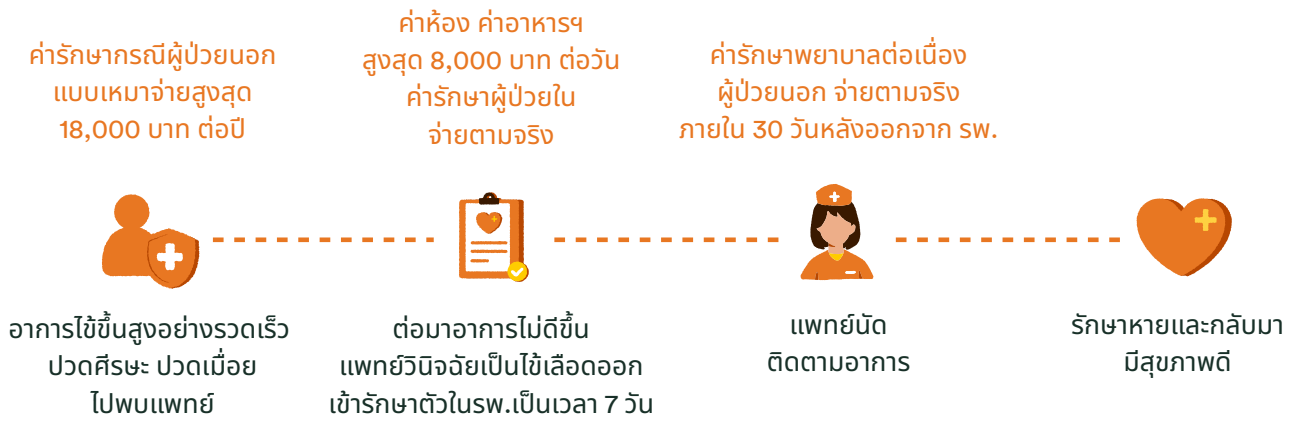 ค่ารักษากรณีผู้ป่วยนอก
แบบเหมาจ่ายสูงสุด
18,000 บาท ต่อปี
ค่าห้อง ค่าอาหารฯ
สูงสุด 8,000 บาท ต่อวัน
ค่ารักษาผู้ป่วยใน
จ่ายตามจริง
ค่ารักษาพยาบาลต่อเนื่อง
ผู้ป่วยนอก จ่ายตามจริง
ภายใน 30 วันหลังออกจาก รพ.
อาการไข้ขึ้นสูงอย่างรวดเร็ว
ปวดศีรษะ ปวดเมื่อย
ไปพบแพทย์
ต่อมาอาการไม่ดีขึ้น
แพทย์วินิจฉัยเป็นไข้เลือดออก
เข้ารักษาตัวในรพ.เป็นเวลา 7 วัน
แพทย์นัด
ติดตามอาการ
รักษาหายและกลับมา
มีสุขภาพดี